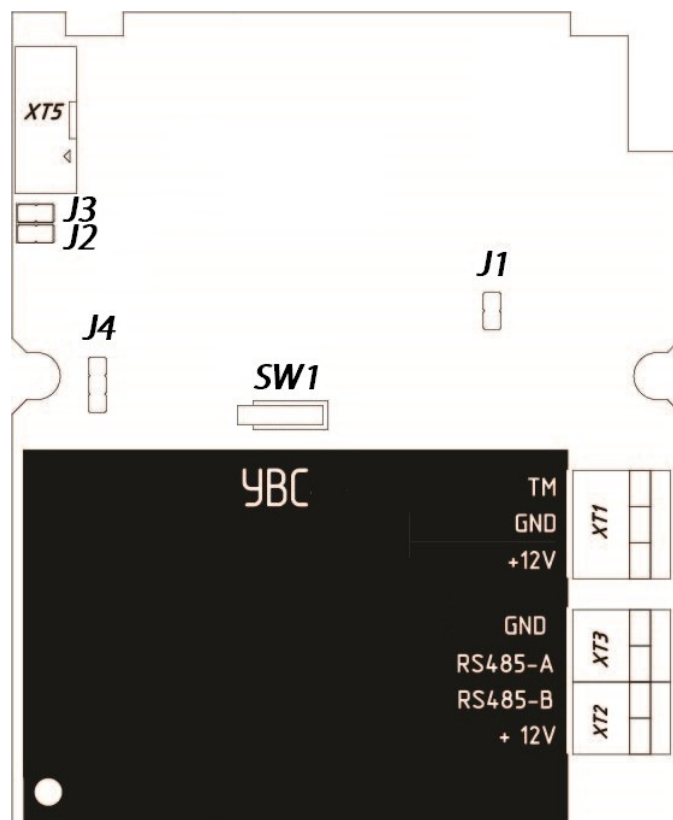 XT5
J3
J2
J1
J4
SW1
УВС
TM
GND
+12V
XT1
GND
RS485-A
XT3
RS485-B
+ 12V
XT2